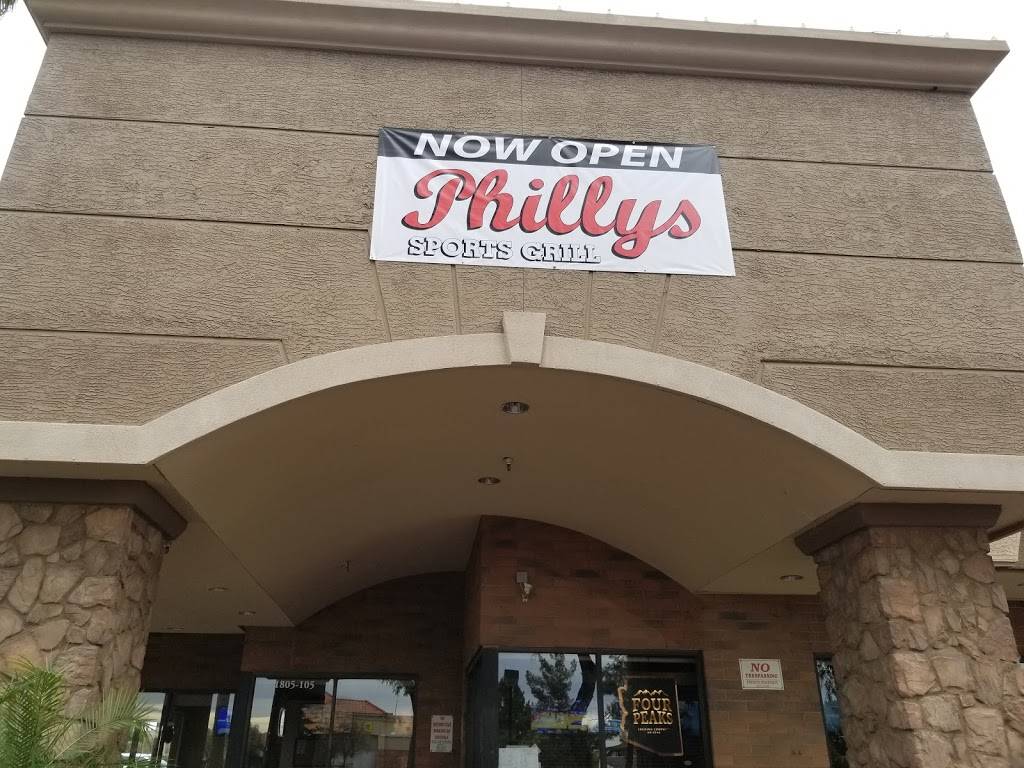 NOW OPEN
Phillys
SPORTS GRILL
1805-105
NO
TRESPASSING
FOUR
PEAKS